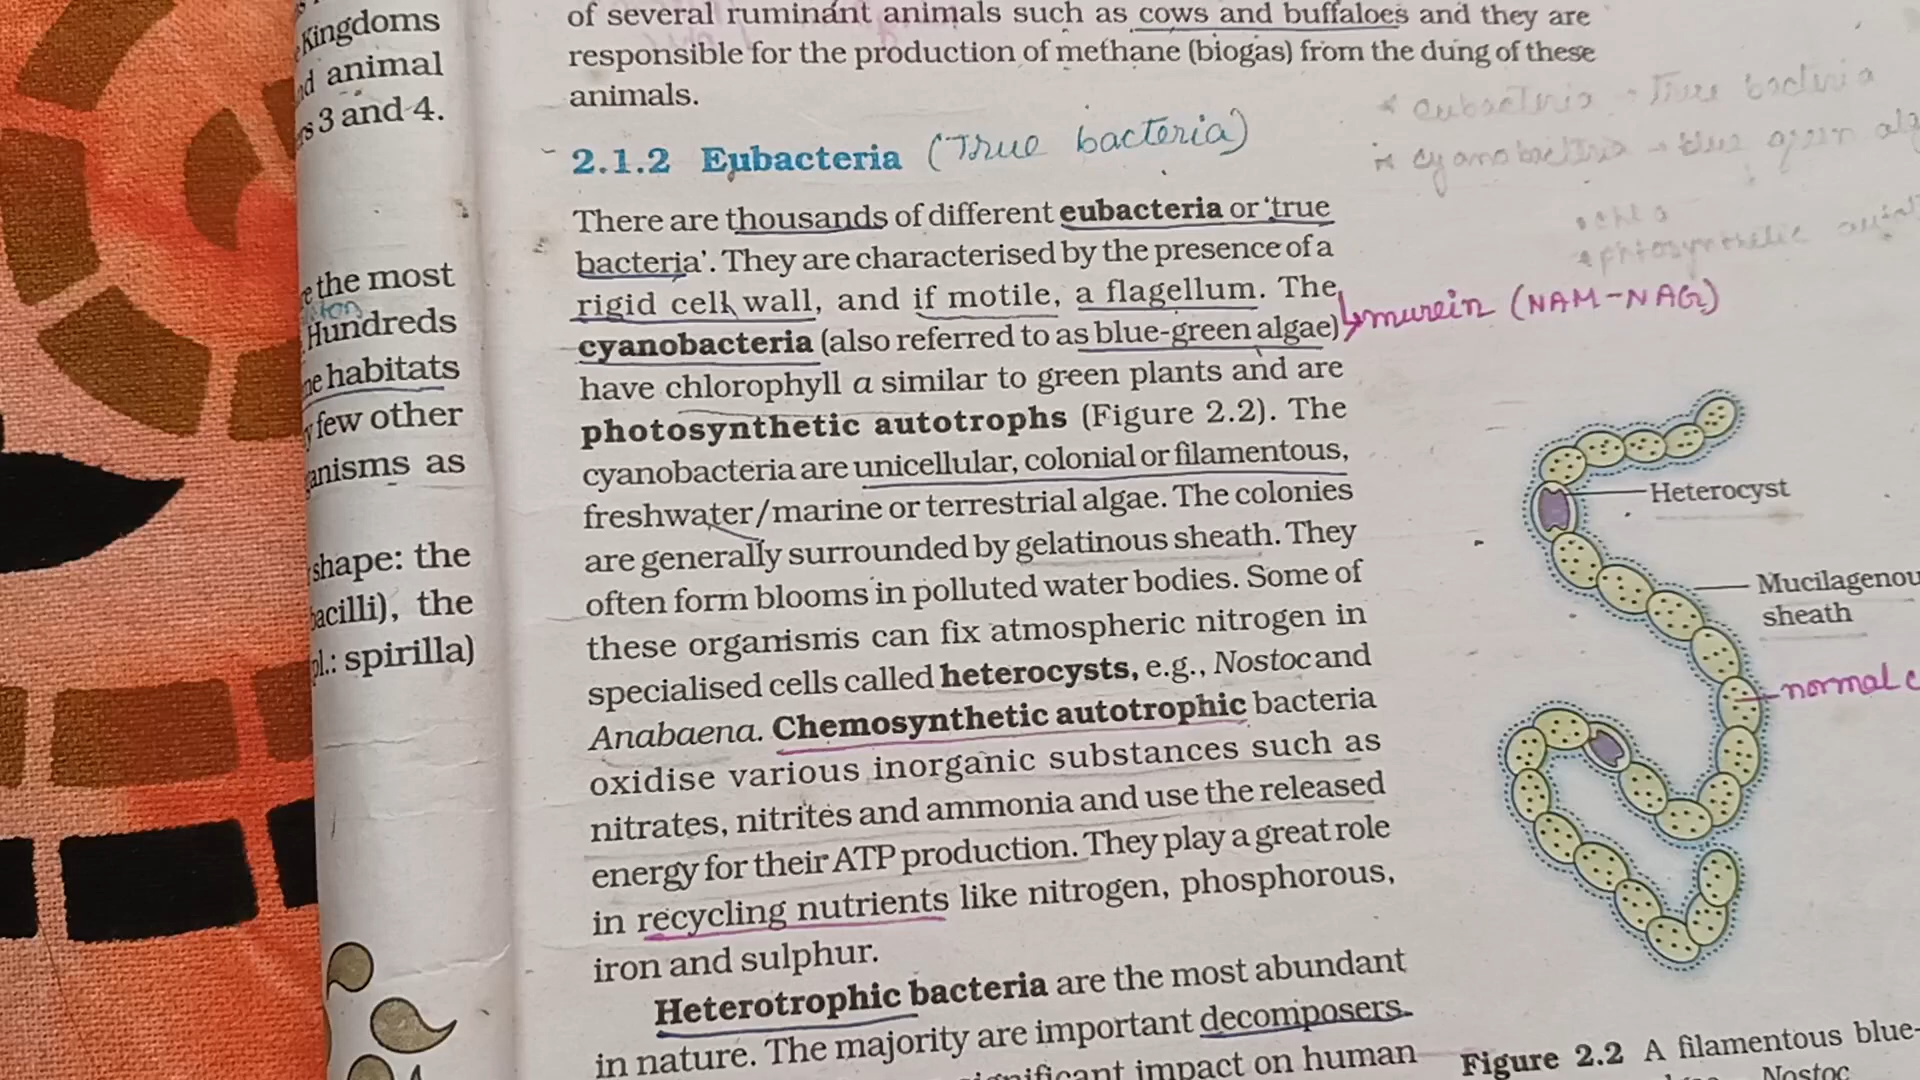 Kingdoms
animal
3 and 4.
the most
Hundreds
habitats
few other
as
shape: the
the
spirilla)
of several ruminant animals such as cows and buffaloes and they are
responsible for the production of methane (biogas) from the dung of these
animals.
2.1.2 Eubacteria (True bacteria)
There are thousands of different eubacteria or 'true
bacteria'. They are characterised by the presence of a
rigid cell wall, and if motile, a flagellum. The
cyanobacteria (also referred to as blue-green algae)
have chlorophyll a similar to green plants and are
photosynthetic autotrophs (Figure 2.2). The
cyanobacteria are unicellular, colonial or filamentous,
freshwater/marine or terrestrial algae. The colonies
are generally surrounded by gelatinous sheath. They
often form blooms in polluted water bodies. Some of
these organisms can fix atmospheric nitrogen in
specialised cells called heterocysts, e.g., Nostoc and
Anabaena. Chemosynthetic autotrophic bacteria
oxidise various inorganic substances such as
nitrates, nitrites and ammonia and use the released
energy for their ATP production. They play a great role
in recycling nutrients like nitrogen, phosphorous,
iron and sulphur.
Heterotrophic bacteria are the most abundant
in nature. The majority are important decomposers.
impact on human
eubacteria → True bacteria
cyanobacteria → blue green
murein (NAM-NAG)
Heterocyst
sheath
normal
Figure 2.2 A filamentous blue-
Nostoc